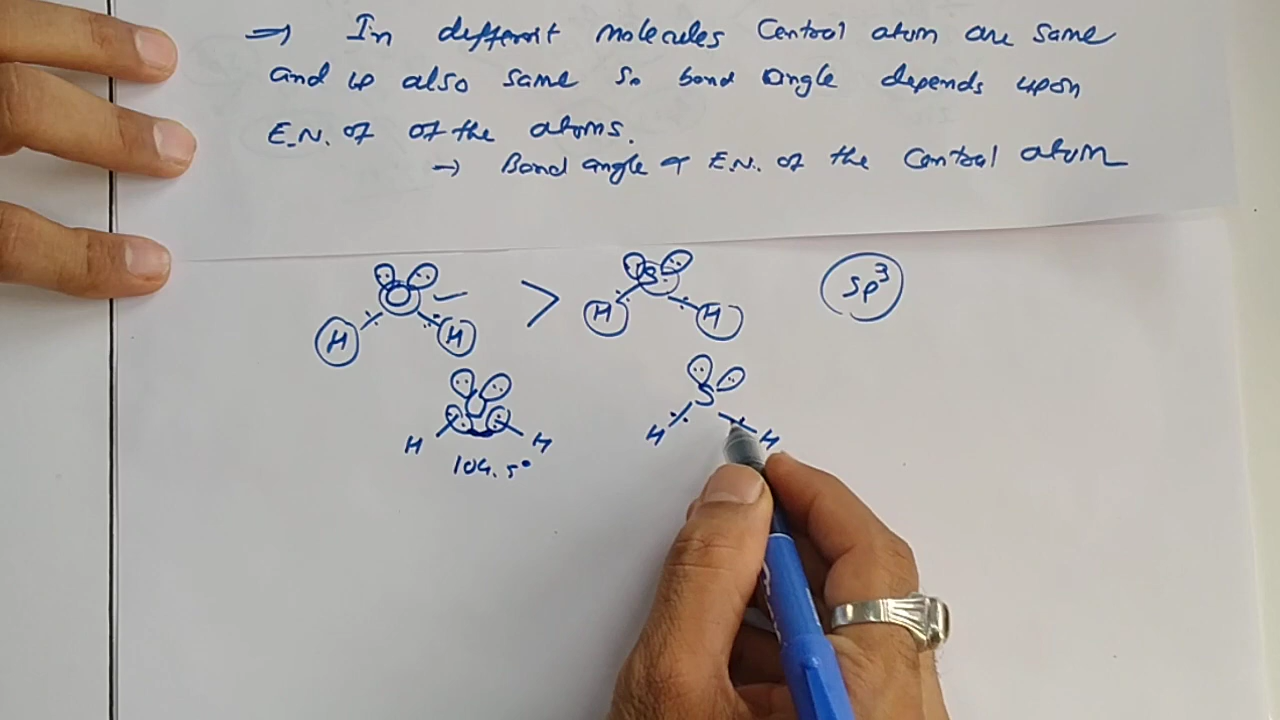 ⇒ In different molecules Central atom are same
and lp also same So bond angle depends upon
E.N. of of the atoms.
→ Bond angle ∝ E.N. of the Central atom
O > S sp³
H H H H
O S
H H H H
104.5°